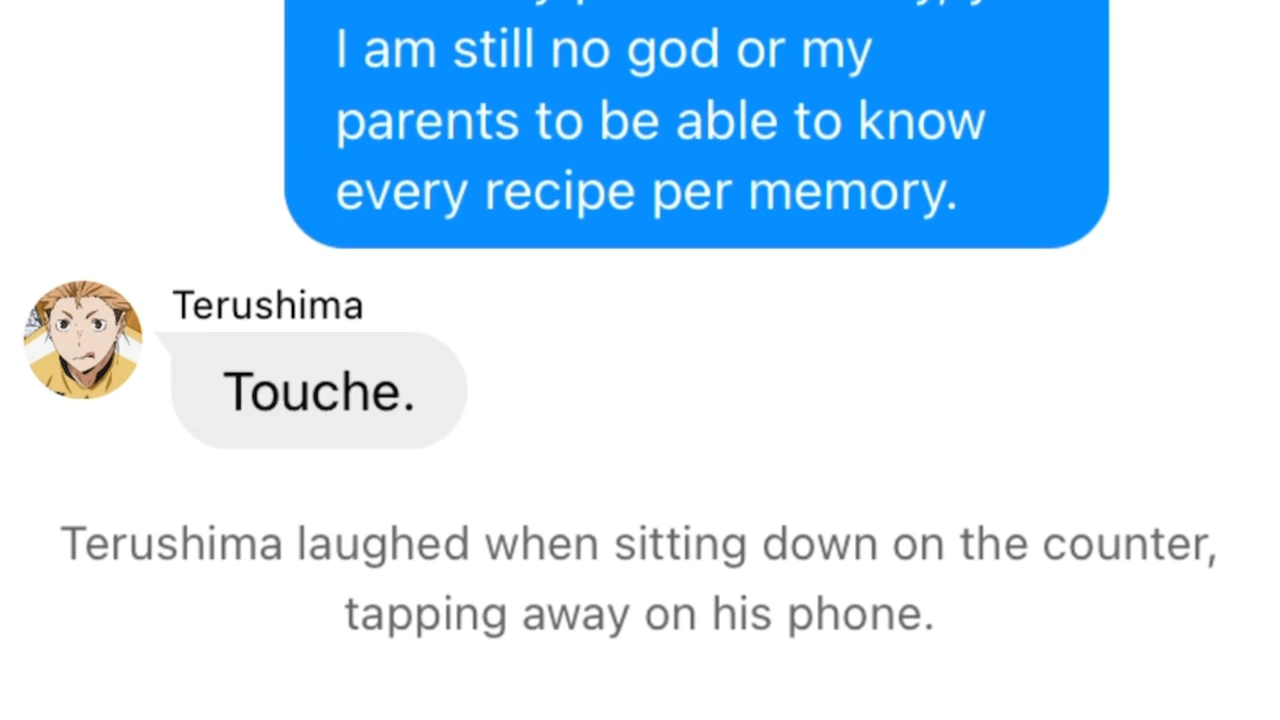 I am still no god or my
parents to be able to know
every recipe per memory.
Terushima
Touche.
Terushima laughed when sitting down on the counter,
tapping away on his phone.